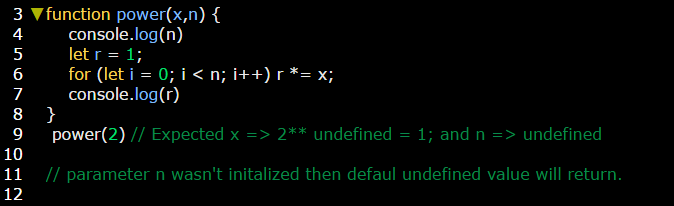 3 ▼function power(x,n) {
4 console.log(n)
5 let r = 1;
6 for (let i = 0; i < n; i++) r *= x;
7 console.log(r)
8 }
9 power(2) // Expected x => 2** undefined = 1; and n => undefined
10
11 // parameter n wasn't initalized then defaul undefined value will return.
12